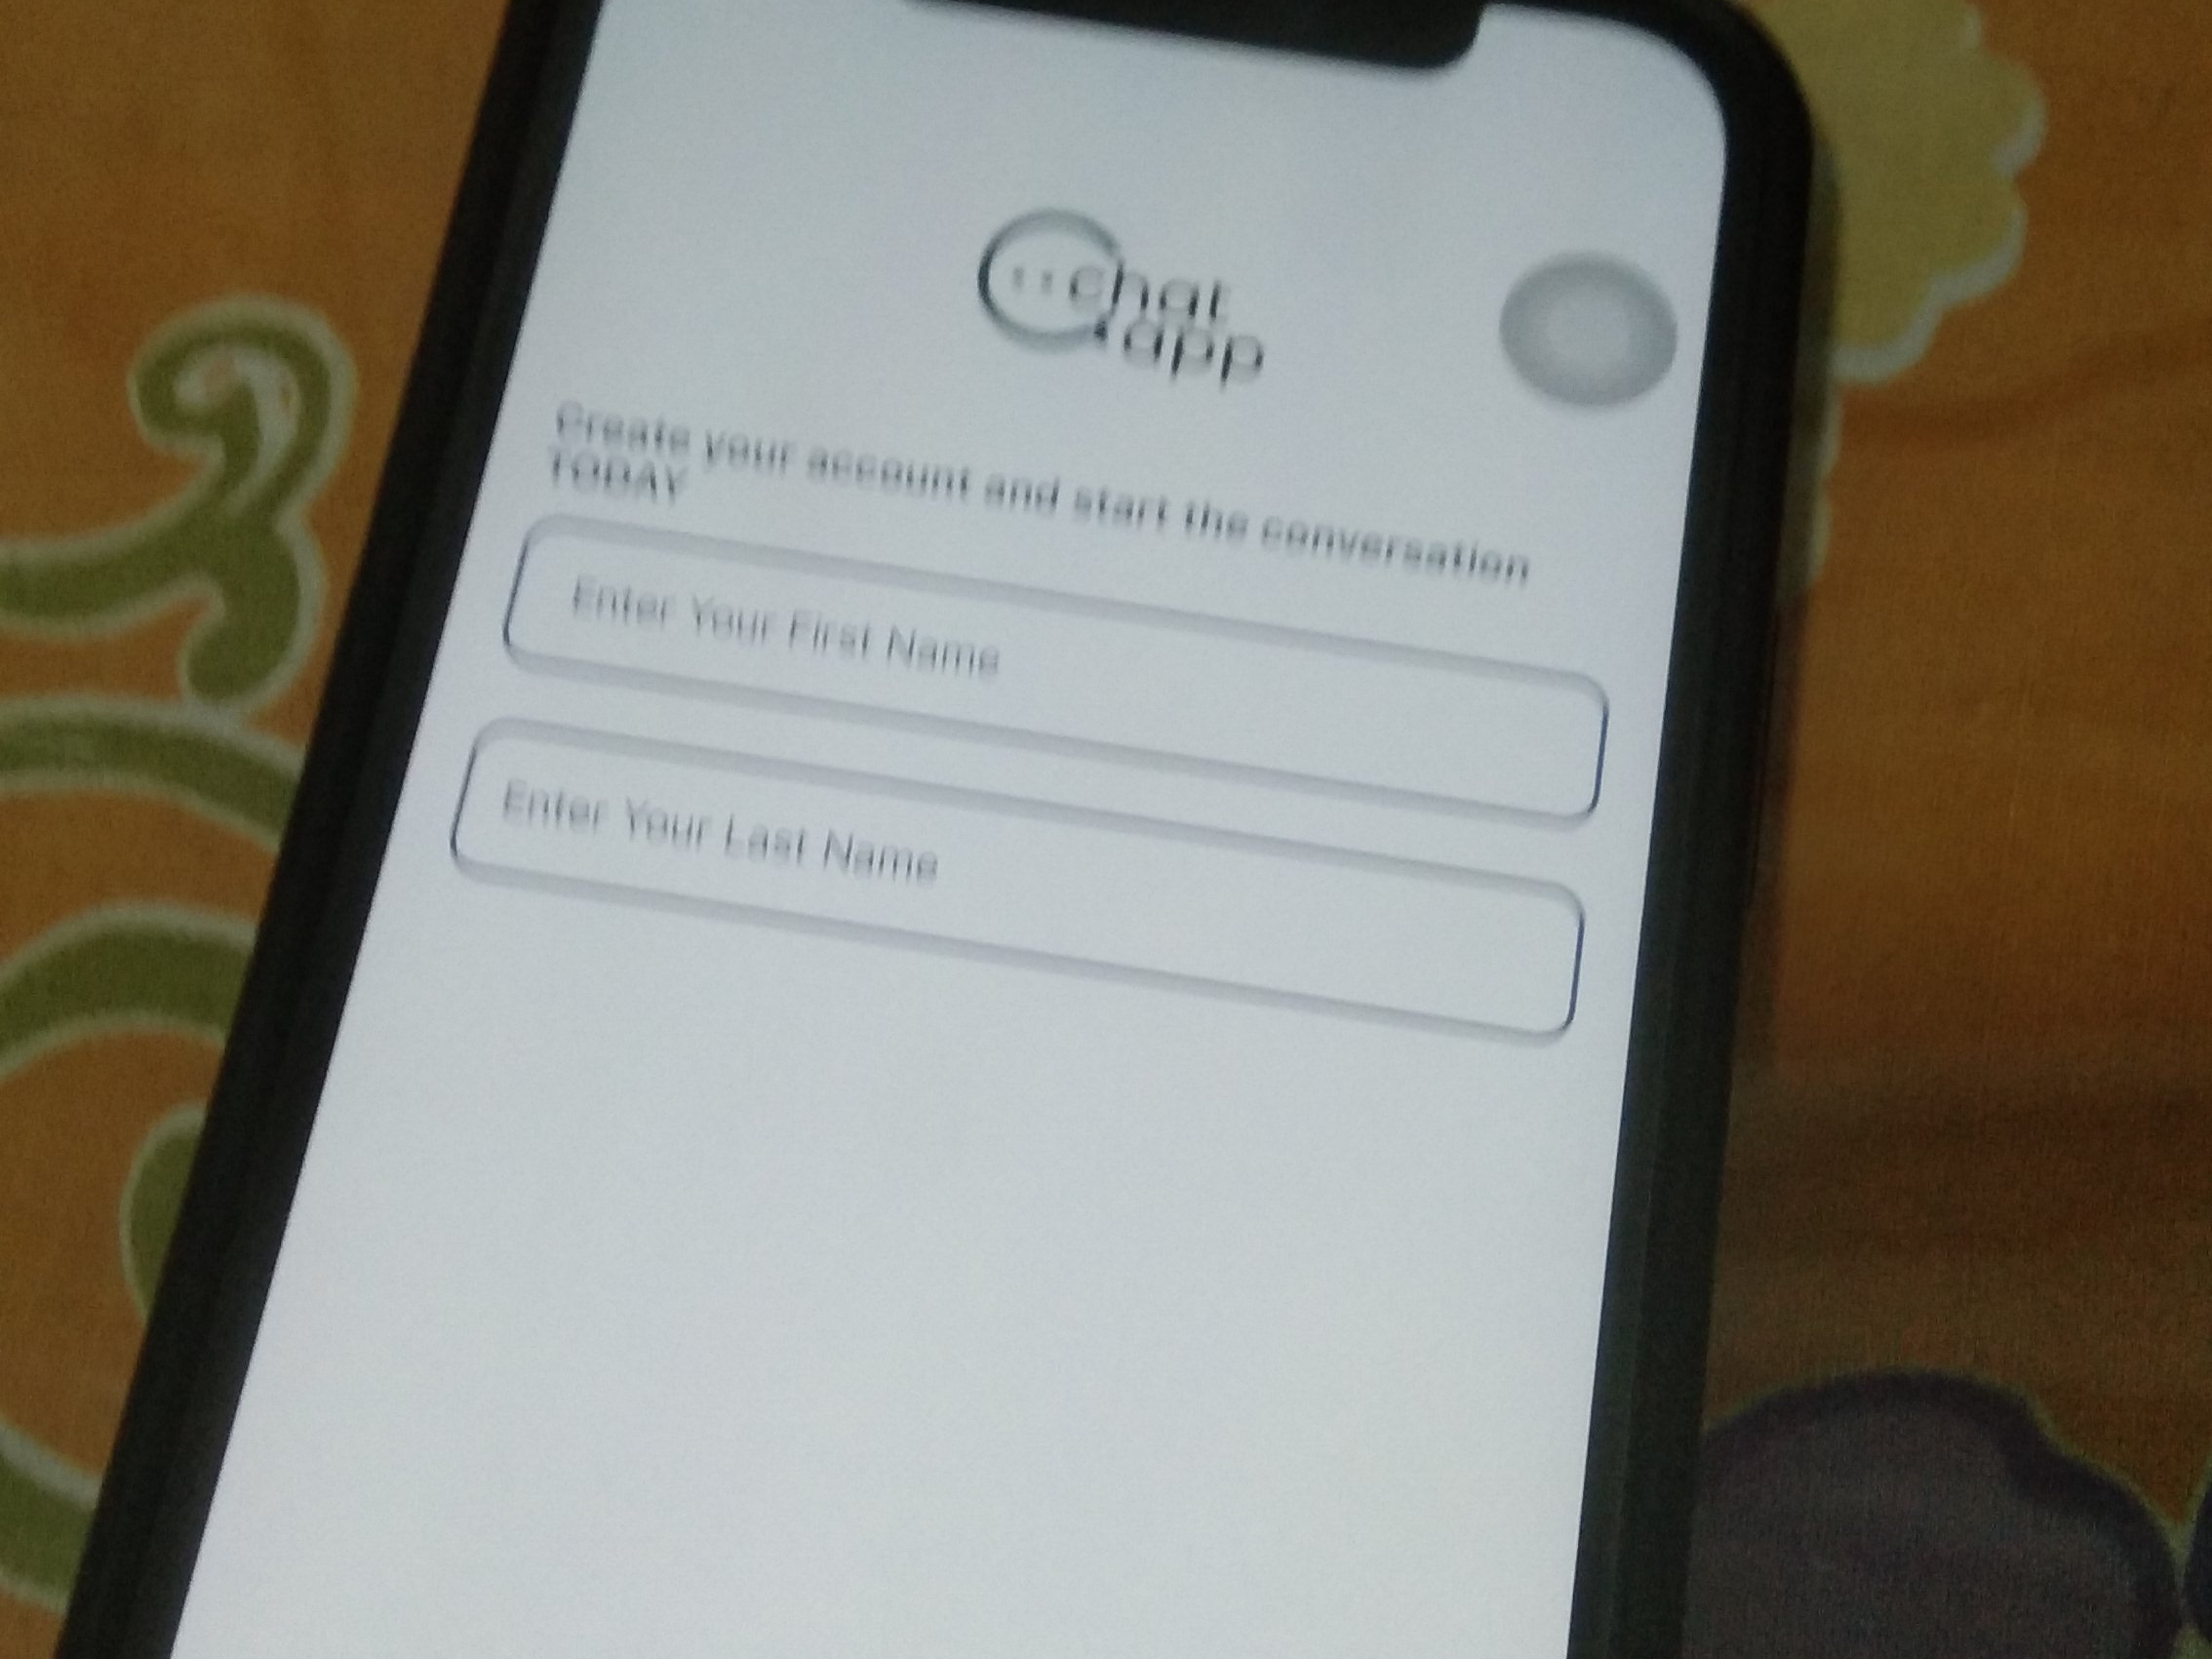 chat
app
Create your account and start the conversation
TODAY
Enter Your First Name
Enter Your Last Name